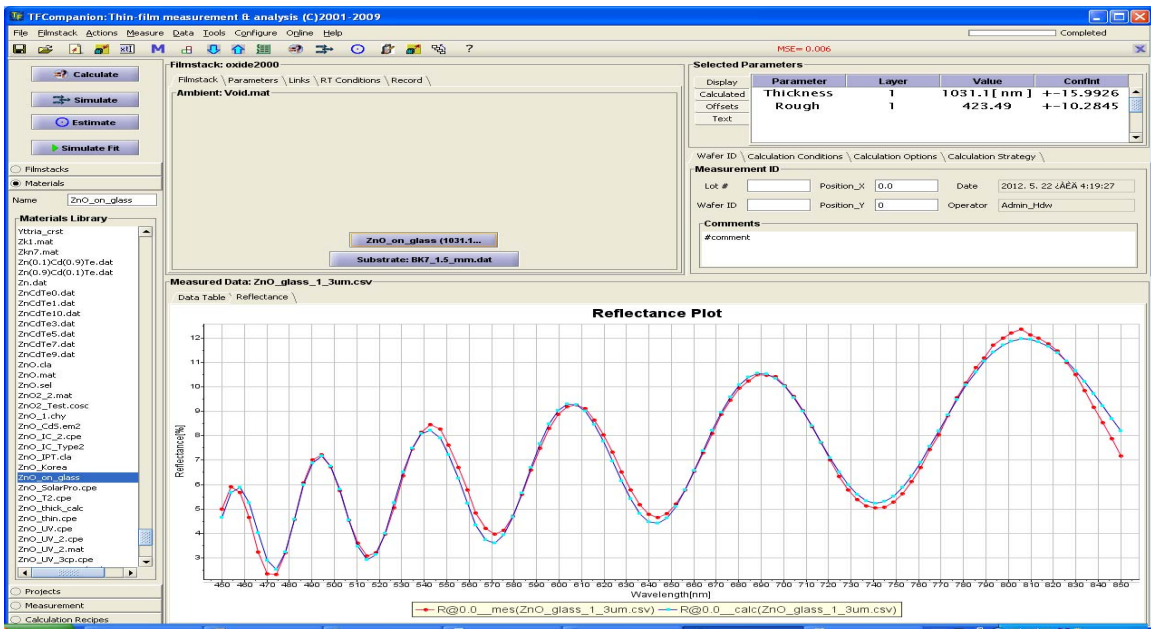 TFCompanion: Thin-film measurement & analysis (C)2001-2009
File Filmstack Actions Measure Data Tools Configure Online Help
Completed
MSE= 0.006
Calculate
Simulate
Estimate
Simulate Fit
Filmstacks
Materials
Name ZnO_on_glass
Materials Library
Yttria_crst
Zk1.mat
Zkn7.mat
Zn(0.1)Cd(0.9)Te.dat
Zn(0.9)Cd(0.1)Te.dat
Zn.dat
ZnCdTe0.dat
ZnCdTe1.dat
ZnCdTe10.dat
ZnCdTe3.dat
ZnCdTe5.dat
ZnCdTe7.dat
ZnCdTe9.dat
ZnO.cla
ZnO.mat
ZnO.sel
ZnO2_2.mat
ZnO2_Test.cosc
ZnO_1.chy
ZnO_CdS.em2
ZnO_IC_2.cpe
ZnO_IC_Type2
ZnO_IPT.cla
ZnO_Korea
ZnO_on_glass
ZnO_SolarPro.cpe
ZnO_T2.cpe
ZnO_thick_calc
ZnO_thin.cpe
ZnO_UV.cpe
ZnO_UV_2.cpe
ZnO_UV_2.mat
ZnO_UV_3cp.cpe
Projects
Measurement
Calculation Recipes
Filmstack: oxide2000
Filmstack Parameters Links RT Conditions Record
Ambient: Void.mat
ZnO_on_glass (1031.1...
Substrate: BK7_1.5_mm.dat
Selected Parameters
Display
Calculated
Offsets
Text
Parameter Layer Value ConfInt
Thickness 1 1031.1[nm] +-15.9926
Rough 1 423.49 +-10.2845
Wafer ID Calculation Conditions Calculation Options Calculation Strategy
Measurement ID
Lot # Position_X 0.0 Date 2012. 5. 22 ¿ÀÈÄ 4:19:27
Wafer ID Position_Y 0 Operator Admin_Hdw
Comments
#comment
Measured Data: ZnO_glass_1_3um.csv
Data Table Reflectance
Reflectance Plot
Reflectance[%]
12
11
10
9
8
7
6
5
4
3
450 460 470 480 490 500 510 520 530 540 550 560 570 580 590 600 610 620 630 640 650 660 670 680 690 700 710 720 730 740 750 760 770 780 790 800 810 820 830 840 850
Wavelength[nm]
R@0.0__mes(ZnO_glass_1_3um.csv) R@0.0__calc(ZnO_glass_1_3um.csv)